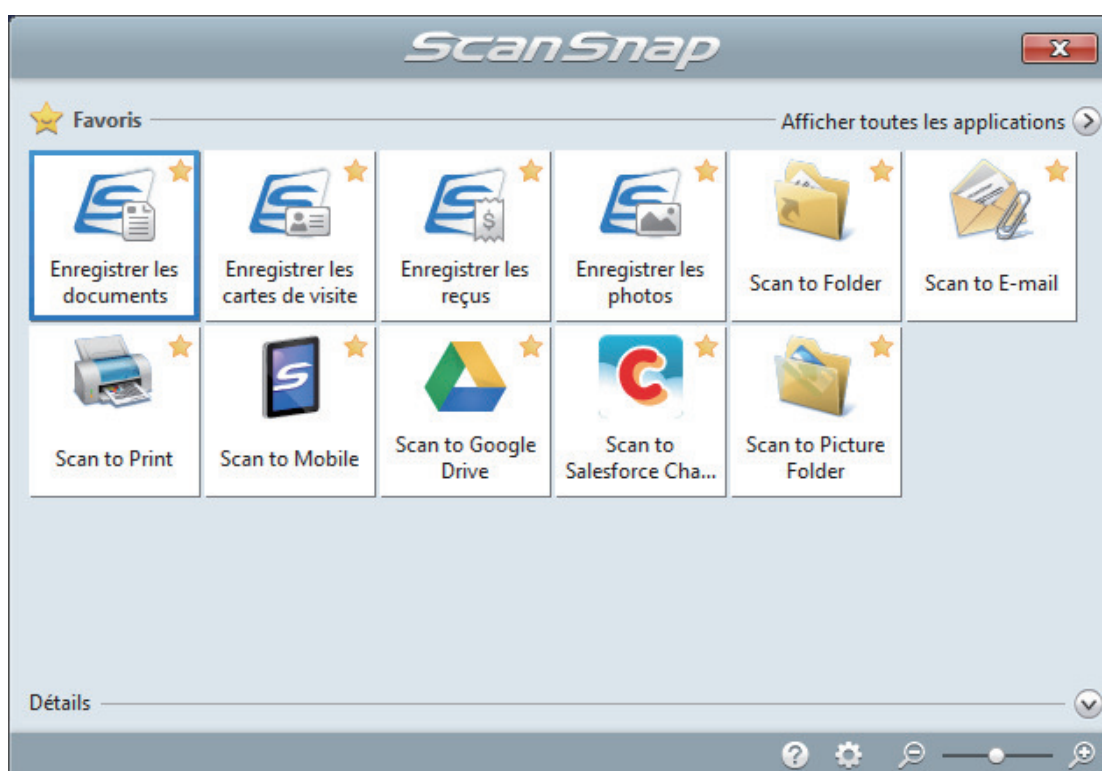 ScanSnap
Favoris
Afficher toutes les applications
Enregistrer les
documents
Enregistrer les
cartes de visite
Enregistrer les
reçus
Enregistrer les
photos
Scan to Folder
Scan to E-mail
Scan to Print
Scan to Mobile
Scan to Google
Drive
Scan to
Salesforce Cha...
Scan to Picture
Folder
Détails